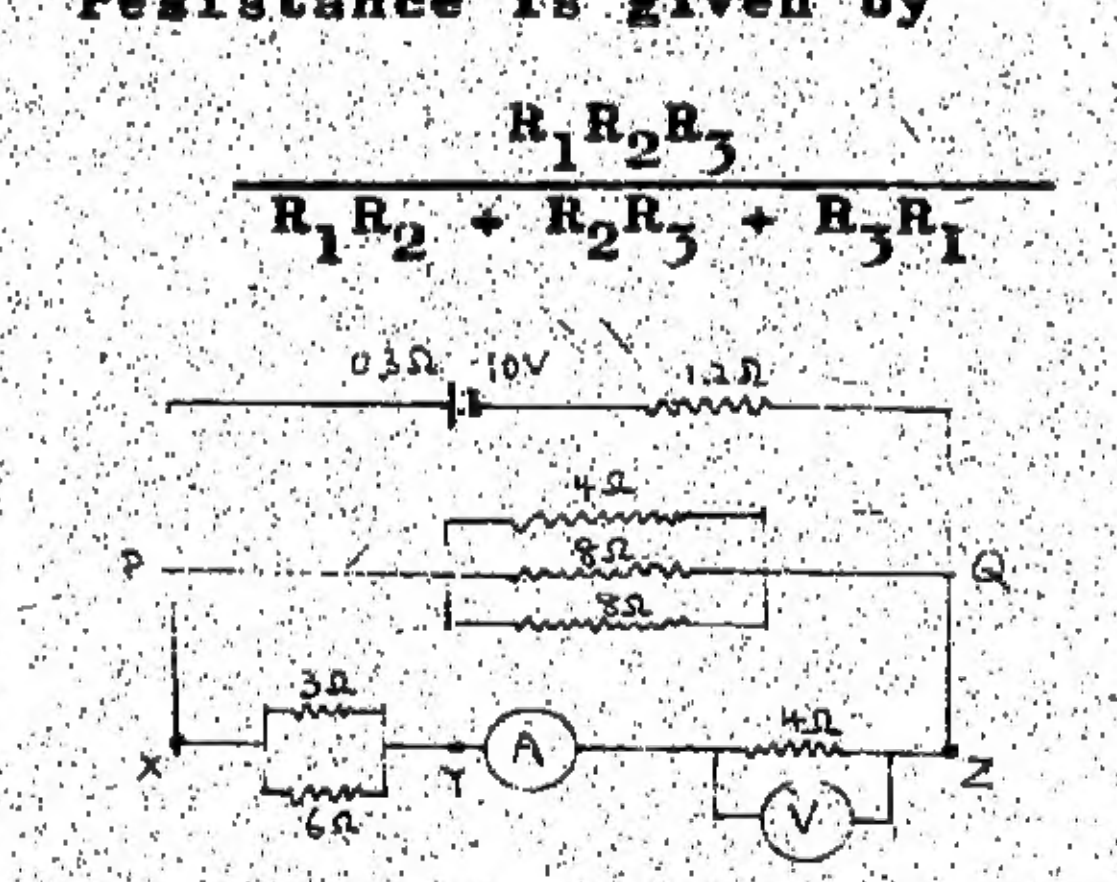 resistance is given by
R₁R₂R₃
R₁R₂ + R₂R₃ + R₃R₁
0.3Ω 10V 1.2Ω
4Ω
P 8Ω Q
8Ω
3Ω
4Ω
X Y A Z
6Ω V